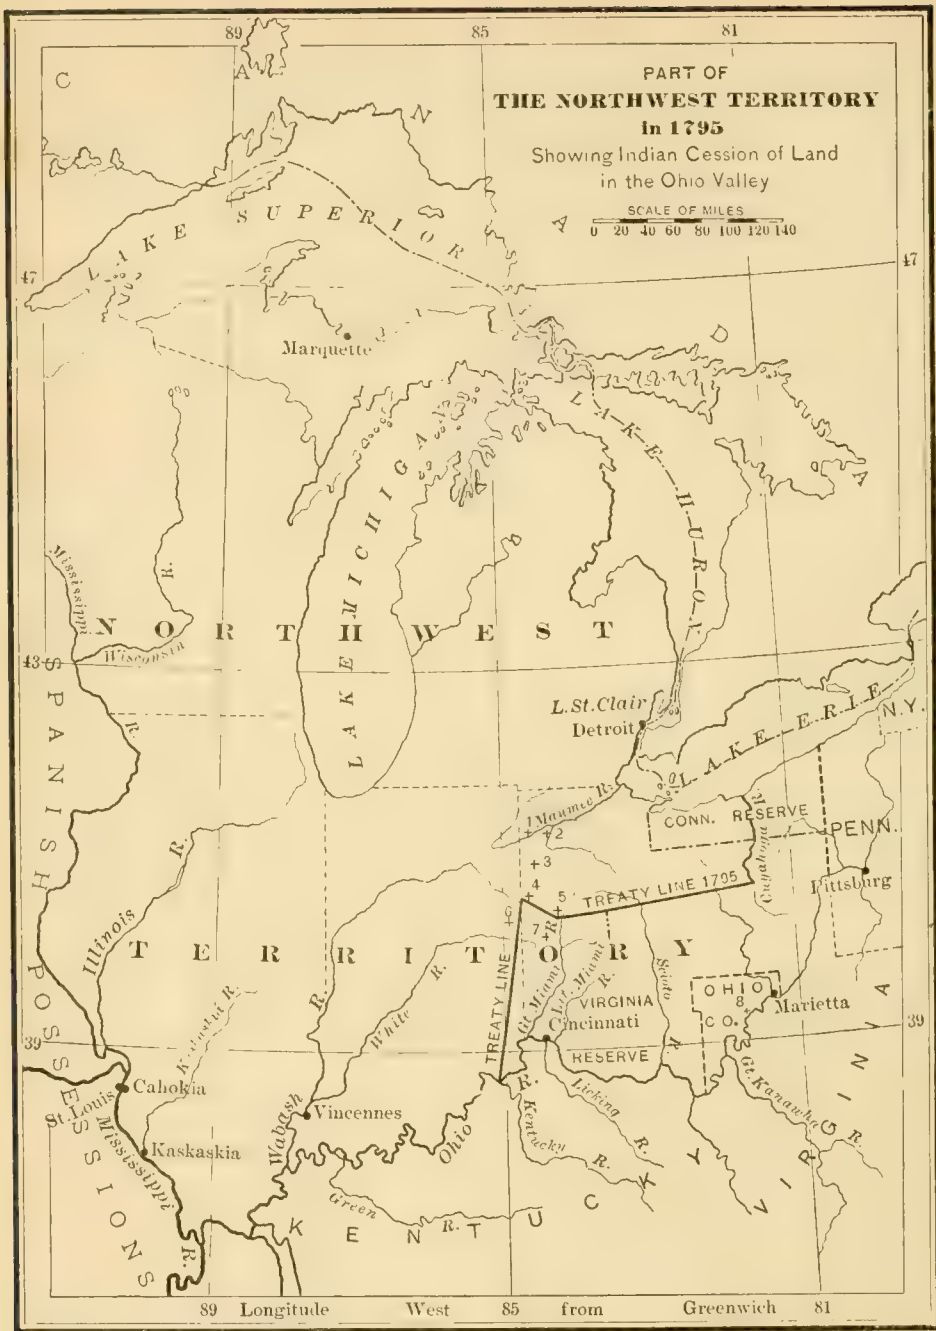 89
85
81
C A N A D A
PART OF
THE NORTHWEST TERRITORY
in 1795
Showing Indian Cession of Land
in the Ohio Valley
SCALE OF MILES
0 20 40 60 80 100 120 140
LAKE SUPERIOR
47
47
Marquette
LAKE MICHIGAN
LAKE HURON
Mississippi
R.
R.
Wisconsin
NORTHWEST
43
SPANISH POSSESSIONS
L. St. Clair
Detroit
LAKE ERIE
N.Y.
Maumee R.
1
2
3
4
5
6
7
CONN. RESERVE
Cuyahoga R.
PENN.
Pittsburg
TREATY LINE 1795
Illinois
R.
TERRITORY
R.
TREATY LINE
Gt. Miami
R.
Lt. Miami
R.
Scioto
R.
VIRGINIA
RESERVE
OHIO
8
CO.
Marietta
Cincinnati
39
39
Kaskaskia R.
White
R.
Wabash
R.
Cahokia
St. Louis
Vincennes
Kaskaskia
Mississippi
R.
Ohio
R.
Kentucky
R.
Licking
R.
Gt. Kanawha
R.
Green
R.
KENTUCKY
VIRGINIA
89 Longitude West 85 from Greenwich 81